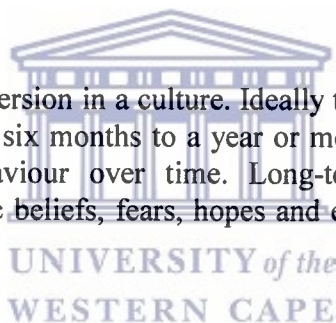 ersion in a culture. Ideally t
six months to a year or mo
aviour over time. Long-te
c beliefs, fears, hopes and e
UNIVERSITY of the
WESTERN CAPE